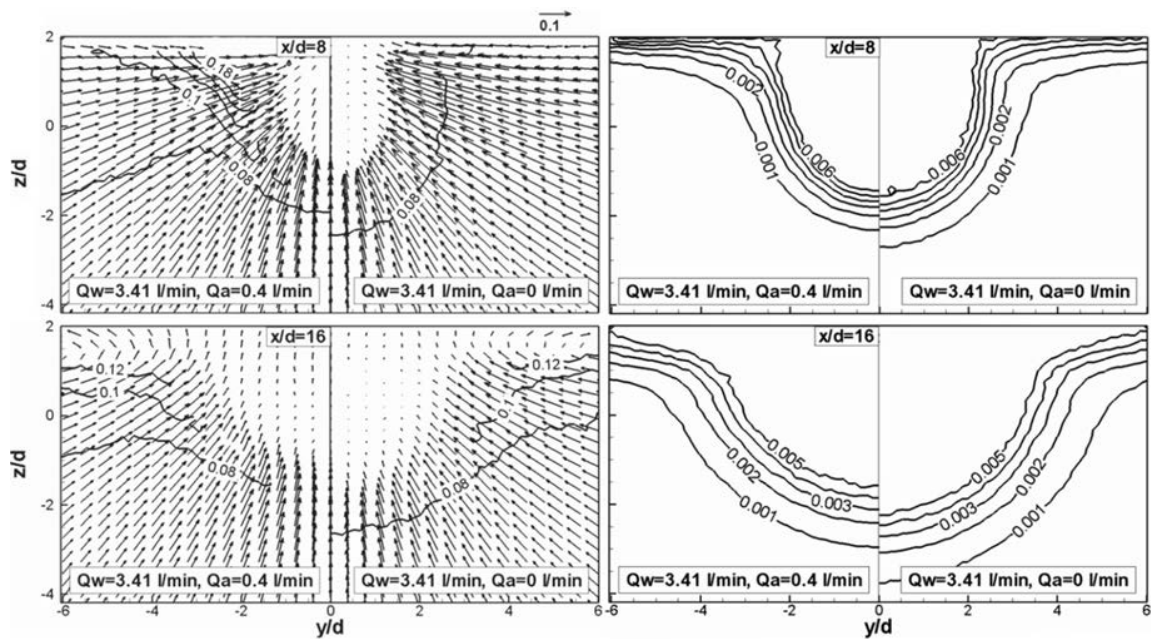 0.1
2
x/d=8
x/d=8
0.18
0.1
0.08
0.08
0.002
0.006
0.001
0.002
0.006
0.001
z/d
0
-2
-4
Qw=3.41 l/min, Qa=0.4 l/min
Qw=3.41 l/min, Qa=0 l/min
Qw=3.41 l/min, Qa=0.4 l/min
Qw=3.41 l/min, Qa=0 l/min
2
x/d=16
x/d=16
0.12
0.1
0.08
0.12
0.1
0.08
0.005
0.002
0.003
0.001
0.005
0.002
0.003
0.001
z/d
0
-2
-4
Qw=3.41 l/min, Qa=0.4 l/min
Qw=3.41 l/min, Qa=0 l/min
Qw=3.41 l/min, Qa=0.4 l/min
Qw=3.41 l/min, Qa=0 l/min
-6 -4 -2 0 2 4 6
-4 -2 0 2 4 6
y/d
y/d